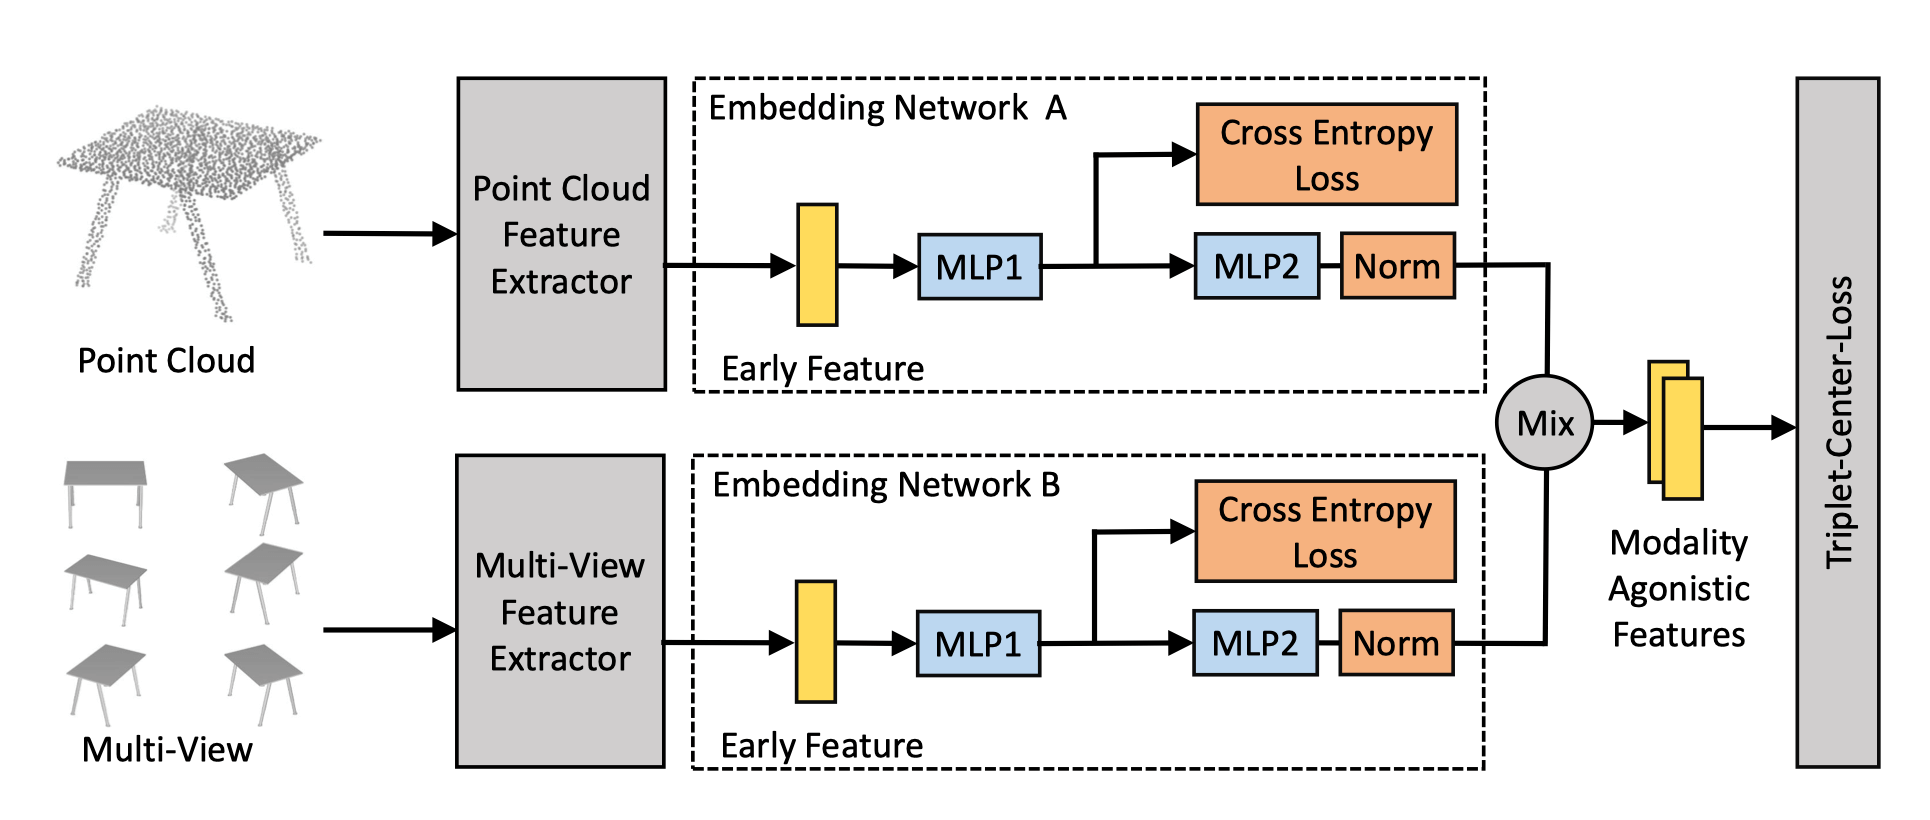 Point Cloud
Point Cloud
Feature
Extractor
Embedding Network A
Cross Entropy
Loss
MLP1
MLP2
Norm
Early Feature
Multi-View
Multi-View
Feature
Extractor
Embedding Network B
Cross Entropy
Loss
MLP1
MLP2
Norm
Early Feature
Mix
Modality
Agonistic
Features
Triplet-Center-Loss